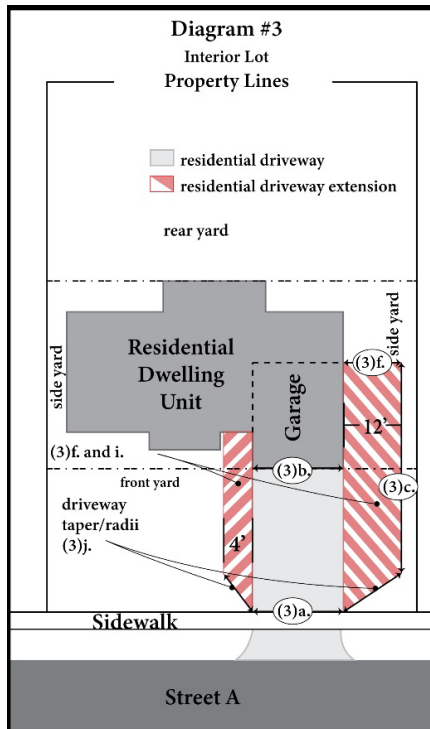 Diagram #3
Interior Lot
Property Lines
residential driveway
residential driveway extension
rear yard
side yard
side yard
Residential
Dwelling
Unit
Garage
(3)f.
12'
(3)f. and i.
(3)b.
(3)c.
front yard
driveway
taper/radii
(3)j.
4'
(3)a.
Sidewalk
Street A